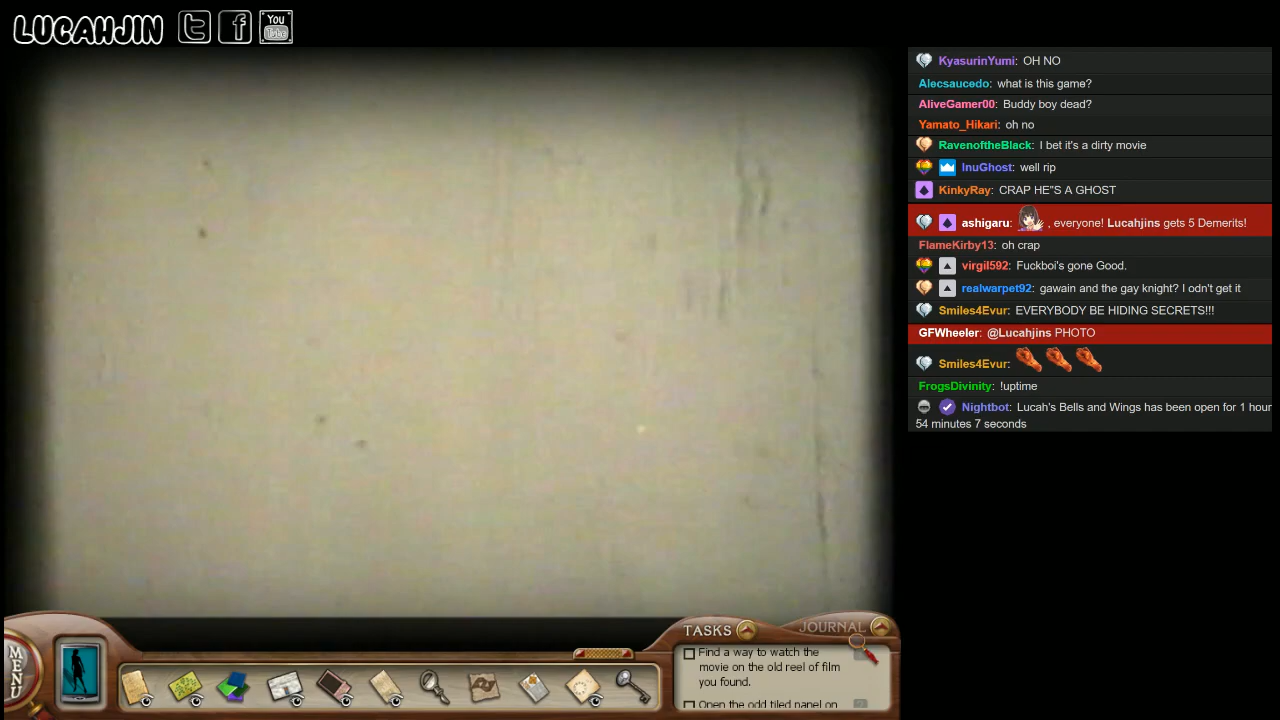 LUCAHJIN
You
Tube
KyasurinYumi: OH NO
Alecsaucedo: what is this game?
AliveGamer00: Buddy boy dead?
Yamato_Hikari: oh no
RavenoftheBlack: I bet it's a dirty movie
InuGhost: well rip
KinkyRay: CRAP HE"S A GHOST
ashigaru: , everyone! Lucahjins gets 5 Demerits!
FlameKirby13: oh crap
virgil592: Fuckboi's gone Good.
realwarpet92: gawain and the gay knight? I odn't get it
Smiles4Evur: EVERYBODY BE HIDING SECRETS!!!
GFWheeler: @Lucahjins PHOTO
Smiles4Evur:
FrogsDivinity: !uptime
Nightbot: Lucah's Bells and Wings has been open for 1 hour
54 minutes 7 seconds
MENU
TASKS
JOURNAL
Find a way to watch the
movie on the old reel of film
you found.
Open the odd tiled panel on